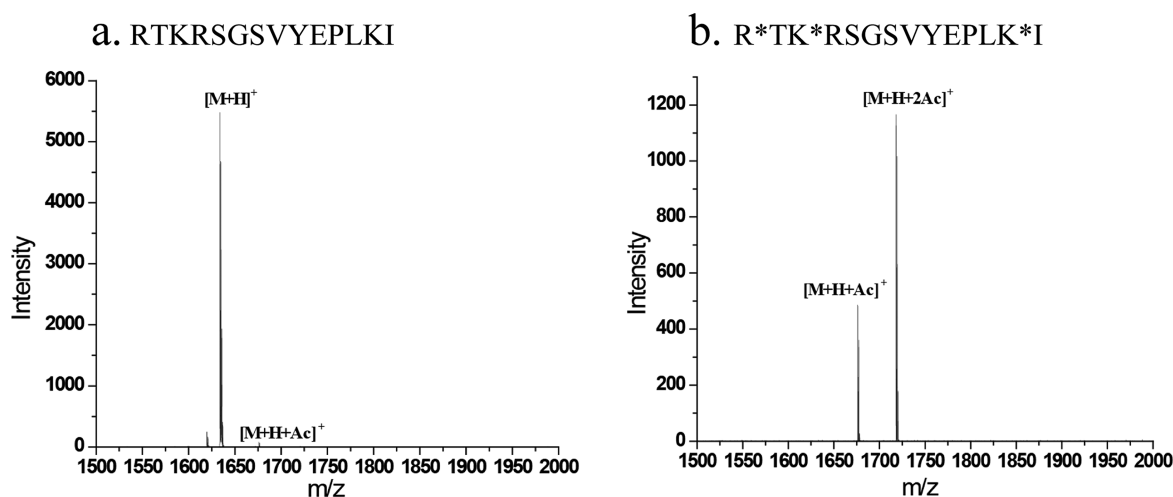 a. RTKRSGSVYEPLKI
6000
5000
4000
3000
2000
1000
0
Intensity
[M+H]+
[M+H+Ac]+
1500 1550 1600 1650 1700 1750 1800 1850 1900 1950 2000
m/z
b. R*TK*RSGSVYEPLK*I
1200
1000
800
600
400
200
0
Intensity
[M+H+2Ac]+
[M+H+Ac]+
1500 1550 1600 1650 1700 1750 1800 1850 1900 1950 2000
m/z